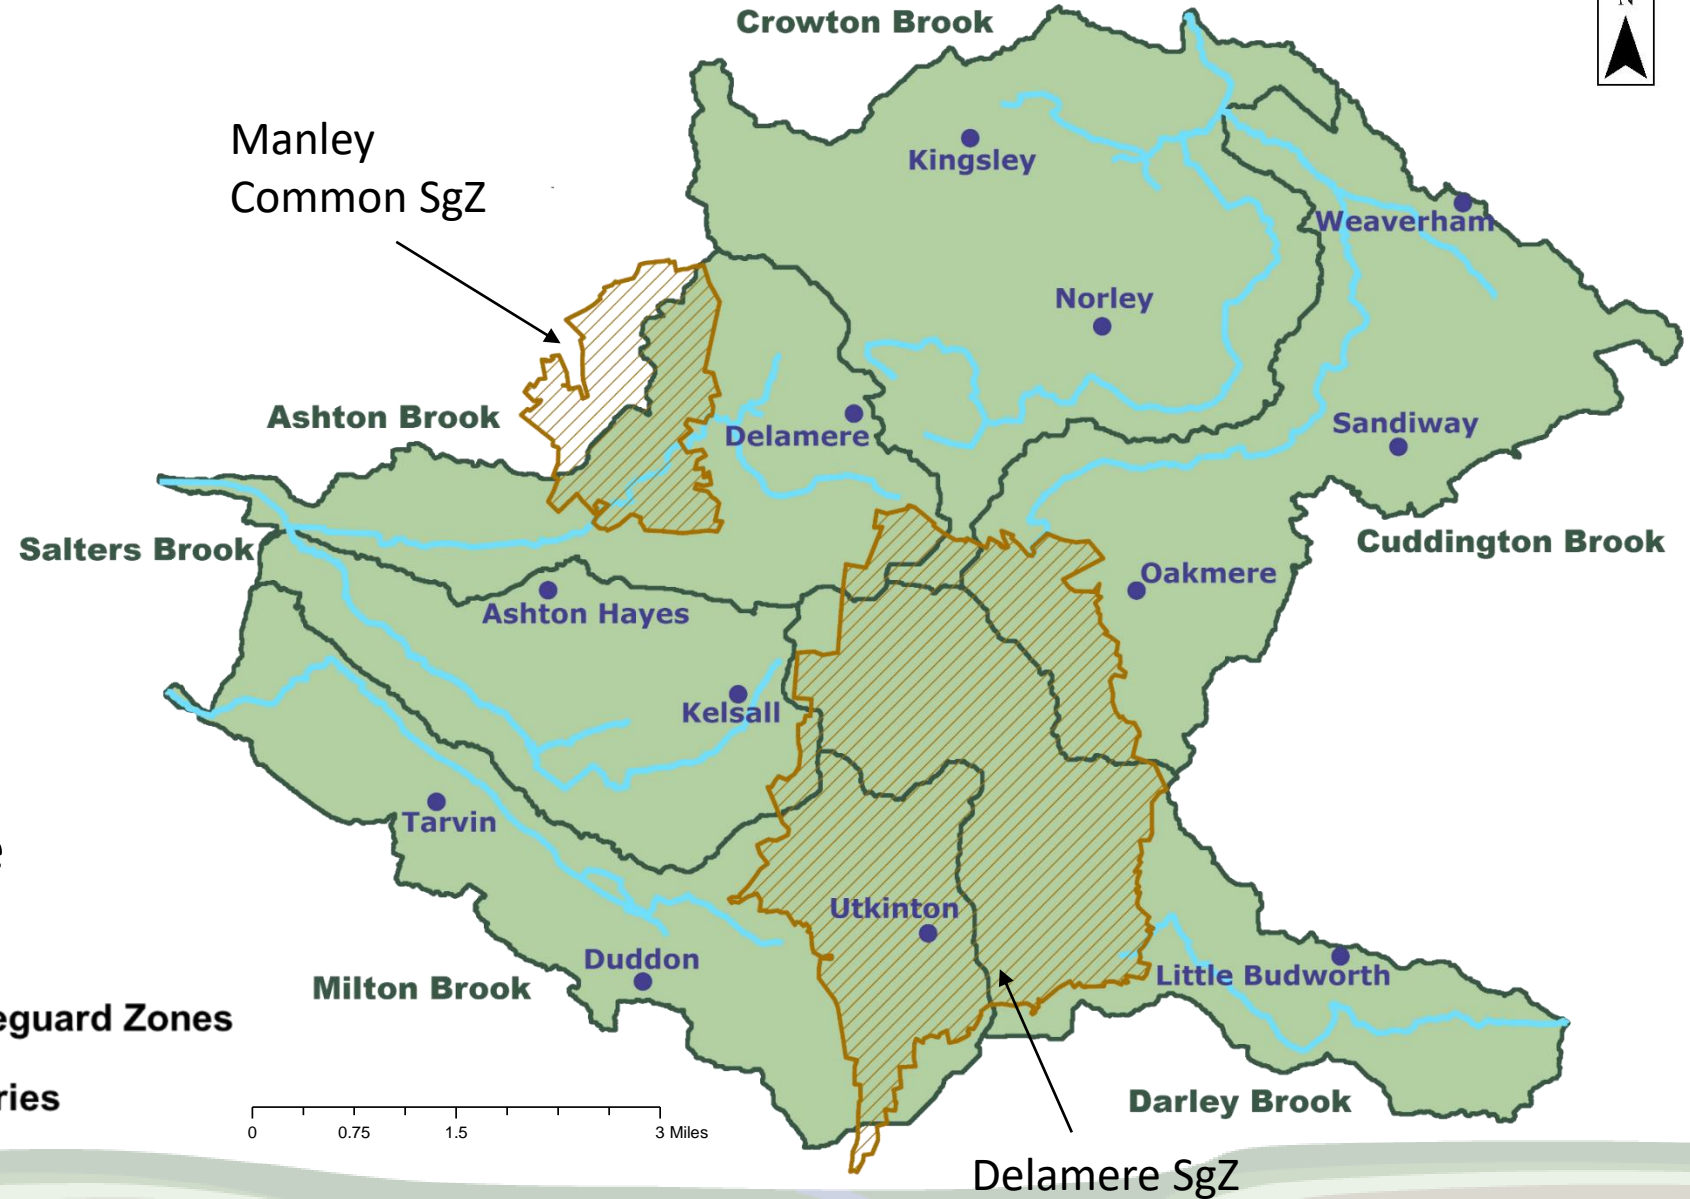 Crowton Brook
N
Manley
Common SgZ
Kingsley
Weaverham
Norley
Ashton Brook
Delamere
Sandiway
Salters Brook
Cuddington Brook
Oakmere
Ashton Hayes
Kelsall
Tarvin
Utkinton
Duddon
Little Budworth
Milton Brook
eguard Zones
ries
Darley Brook
0 0.75 1.5 3 Miles
Delamere SgZ